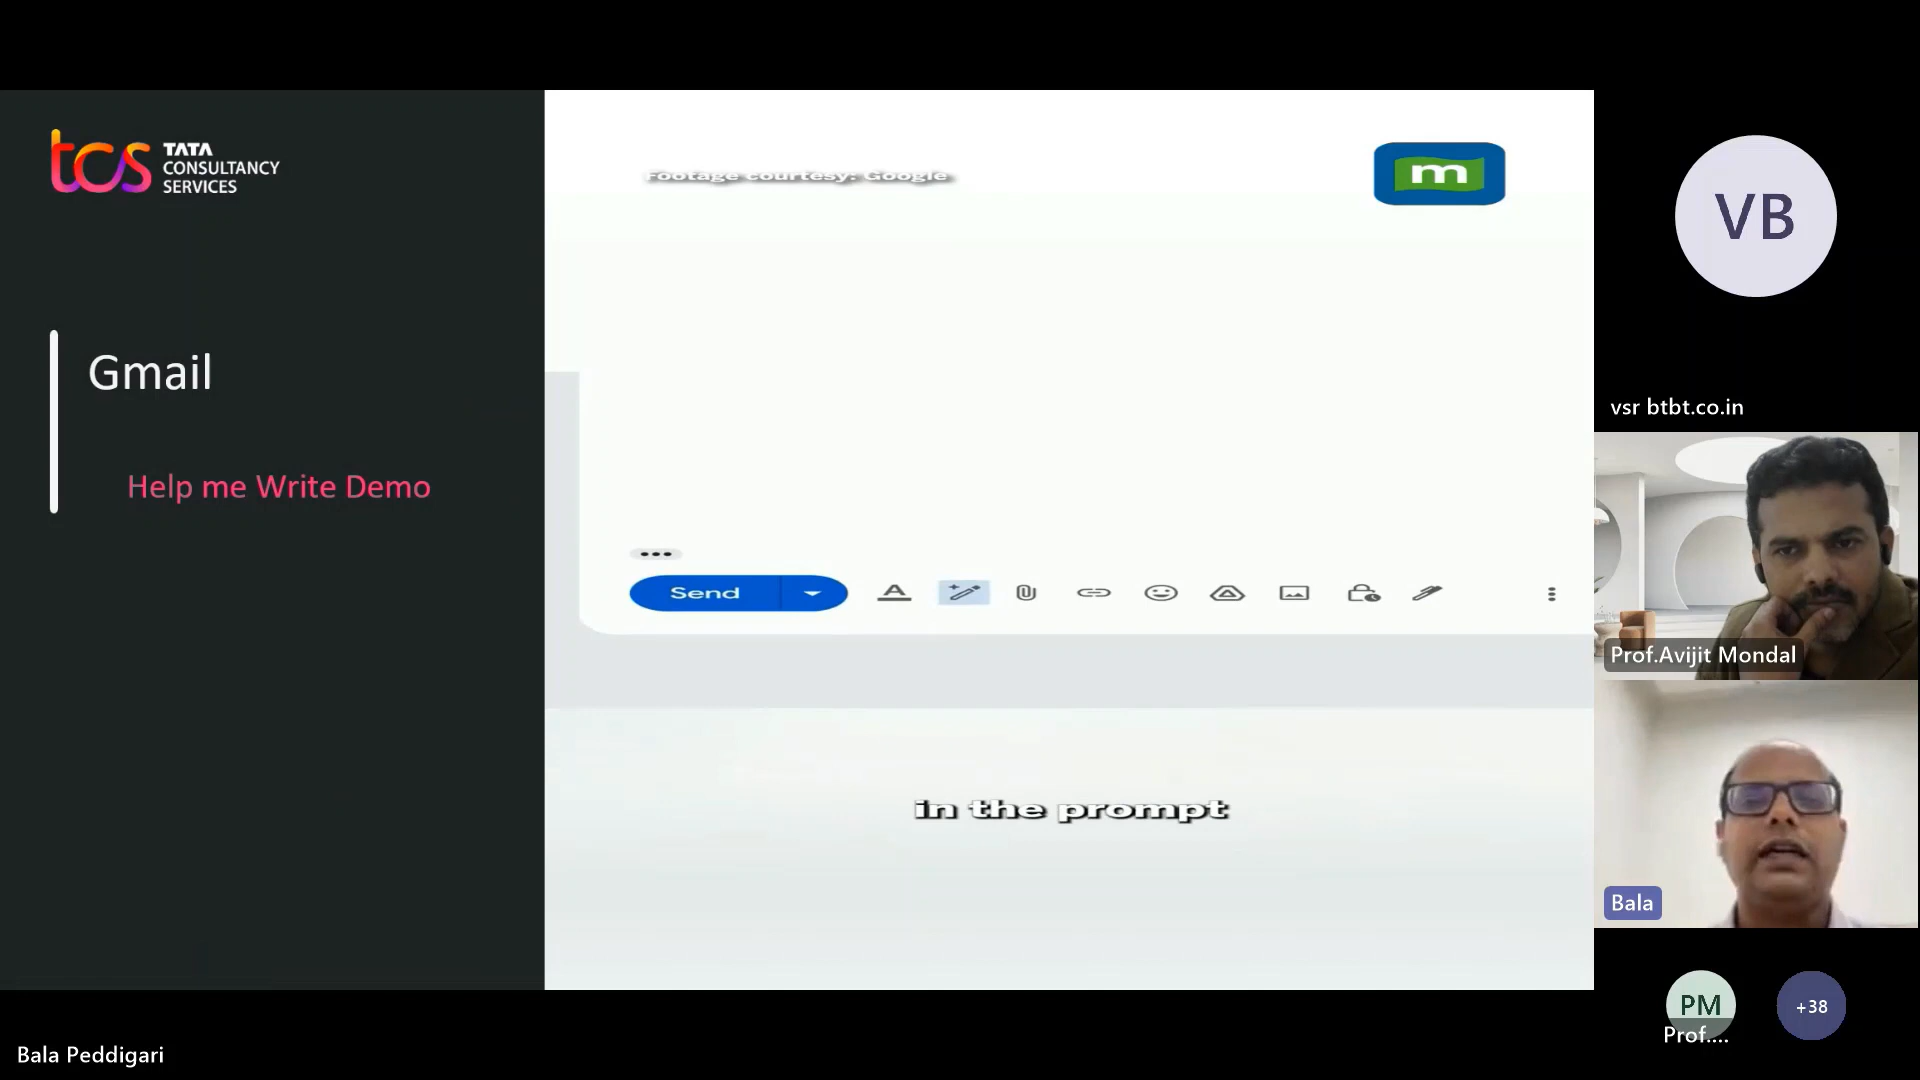 tcs TATA
CONSULTANCY
SERVICES
Gmail
Help me Write Demo
Footage courtesy: Google
m
Send
in the prompt
VB
vsr btbt.co.in
Prof.Avijit Mondal
Bala
PM
Prof....
+38
Bala Peddigari